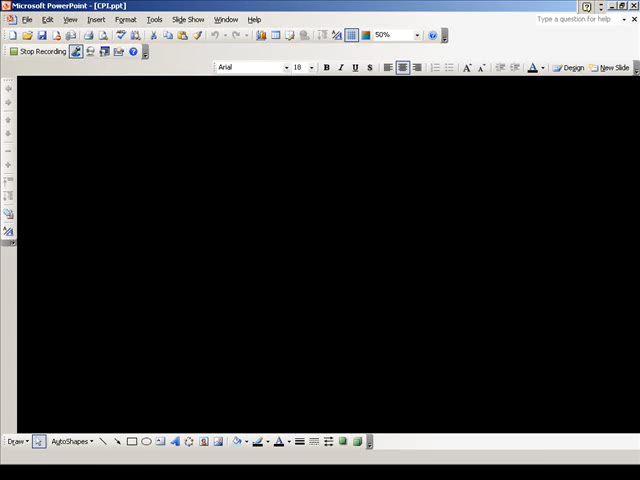 Microsoft PowerPoint - [CPI.ppt]
File Edit View Insert Format Tools Slide Show Window Help Type a question for help
50%
Stop Recording
Arial 18 B I U S A A A Design New Slide
Draw AutoShapes A